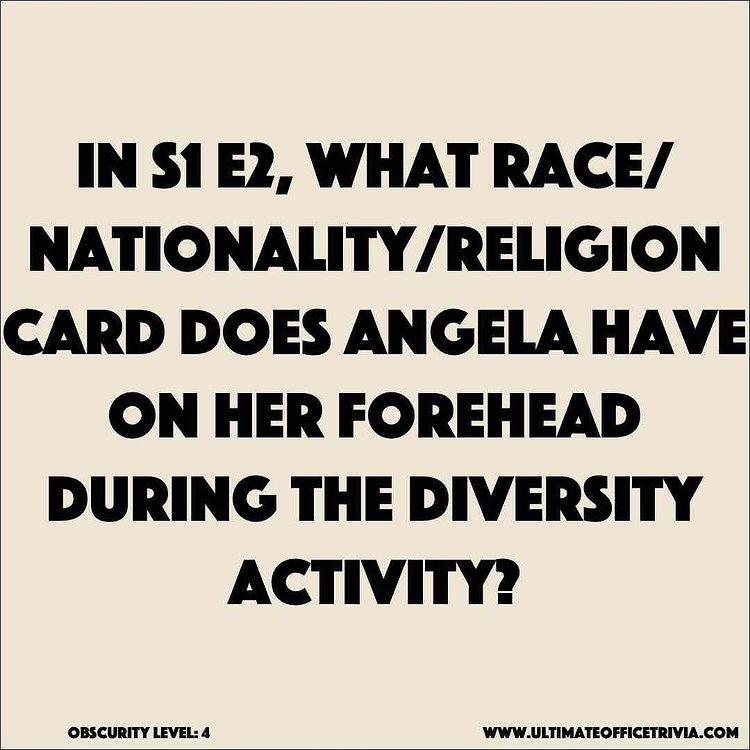 IN S1 E2, WHAT RACE/
NATIONALITY/RELIGION
CARD DOES ANGELA HAVE
ON HER FOREHEAD
DURING THE DIVERSITY
ACTIVITY?
OBSCURITY LEVEL: 4
WWW.ULTIMATEOFFICETRIVIA.COM